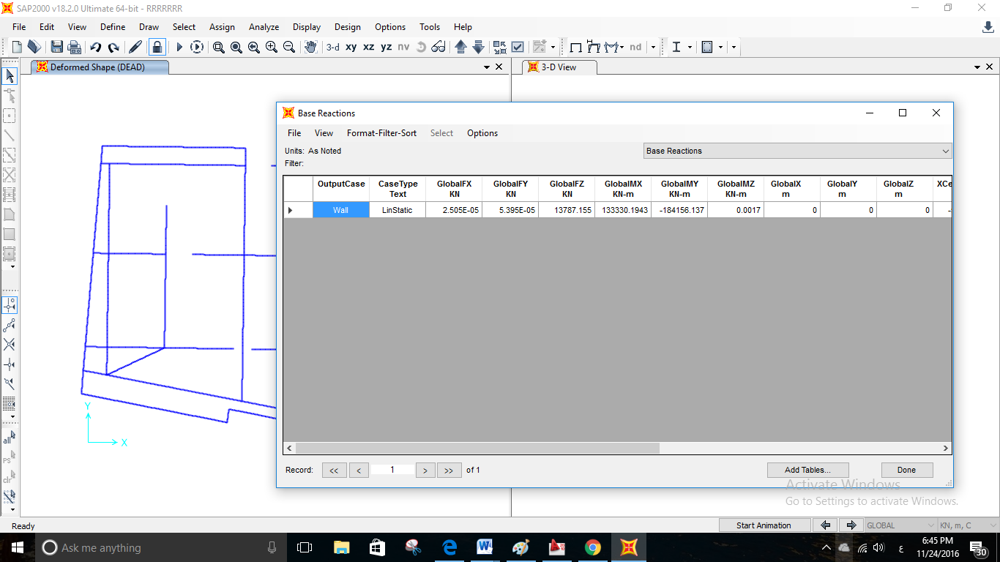 SAP2000 v18.2.0 Ultimate 64-bit - RRRRRRR
File Edit View Define Draw Select Assign Analyze Display Design Options Tools Help
3-d xy xz yz nv nd
Deformed Shape (DEAD)
3-D View
Base Reactions
File View Format-Filter-Sort Select Options
Units: As Noted
Base Reactions
Filter:
OutputCase CaseType GlobalFX GlobalFY GlobalFZ GlobalMX GlobalMY GlobalMZ GlobalX GlobalY GlobalZ XCe
Text KN KN KN KN-m KN-m KN-m m m m
Wall LinStatic 2.505E-05 5.395E-05 13787.155 133330.1943 -184156.137 0.0017 0 0 0 -
Y
X
all
PS
clr
Record: << < 1 > >> of 1
Add Tables... Done
Activate Windows
Go to Settings to activate Windows.
Ready
Start Animation
GLOBAL
KN, m, C
Ask me anything
ع
6:45 PM
11/24/2016
30